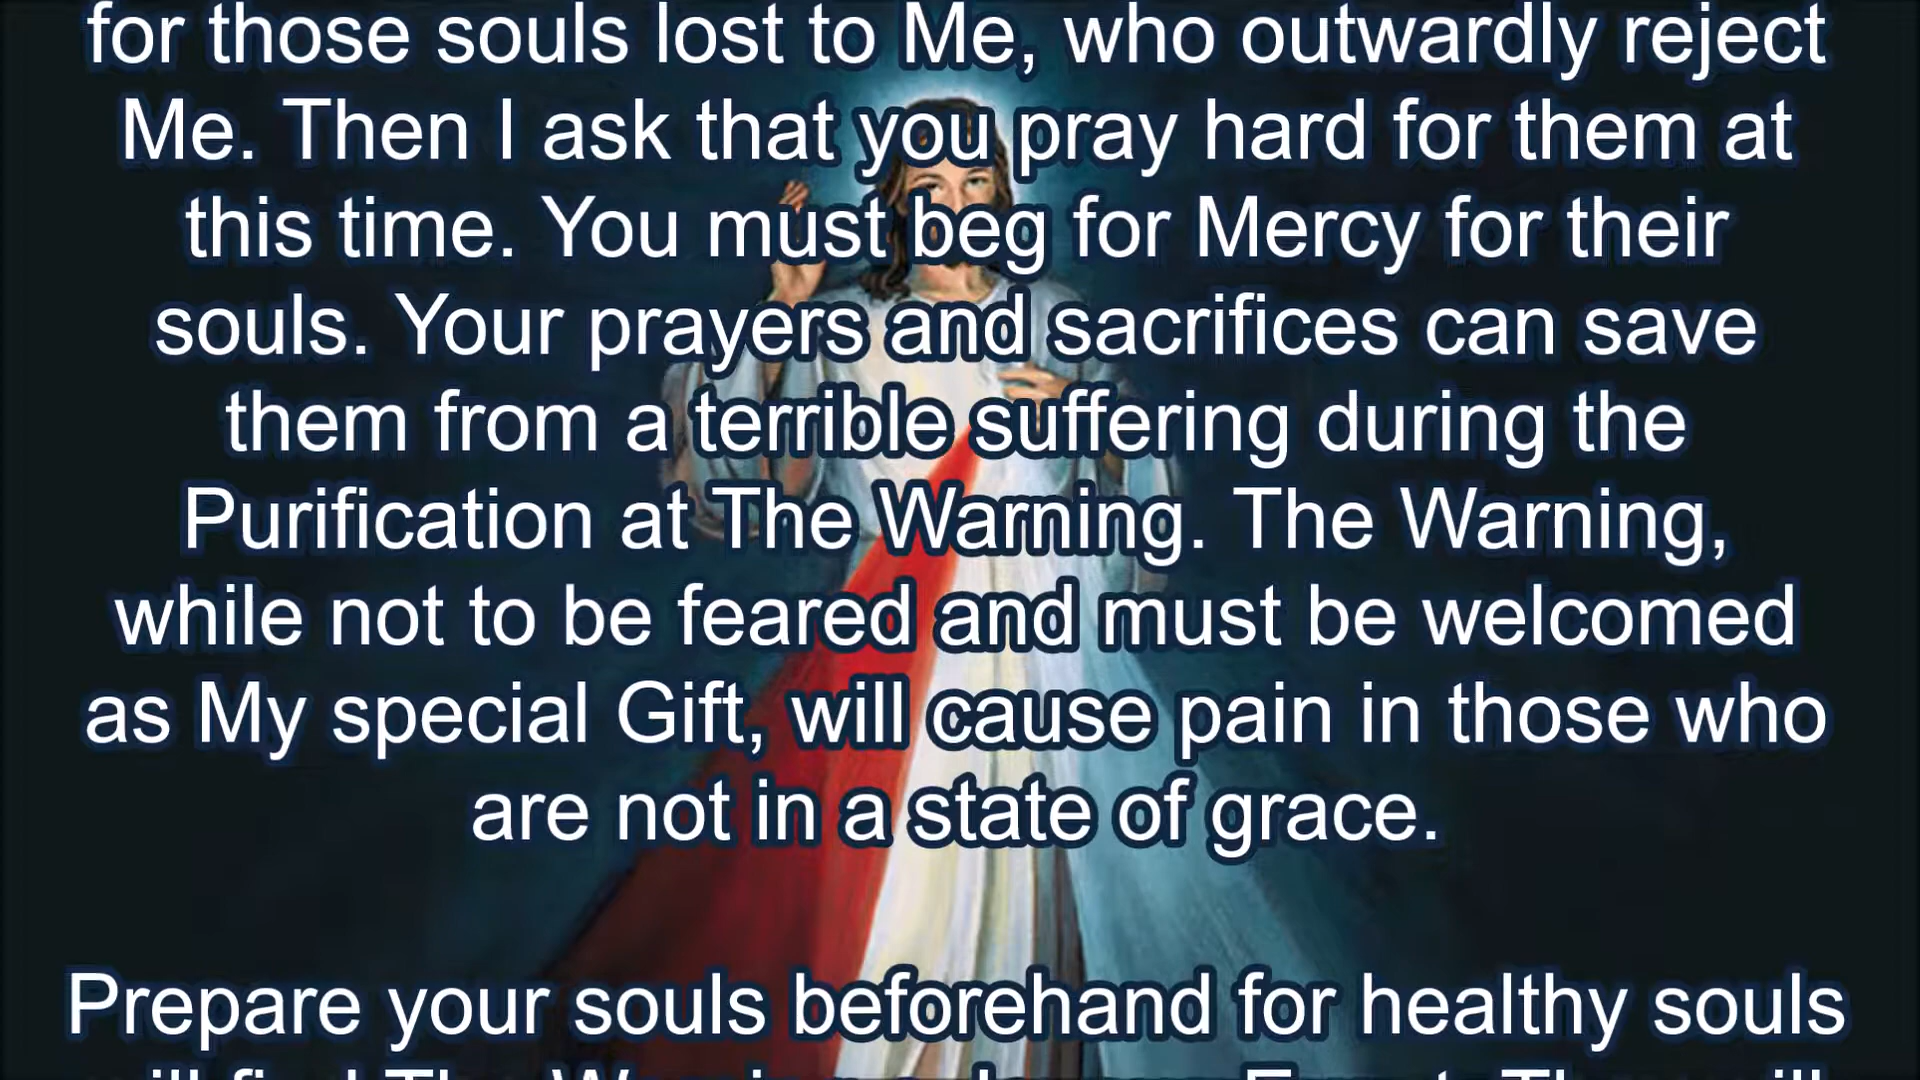 for those souls lost to Me, who outwardly reject
Me. Then I ask that you pray hard for them at
this time. You must beg for Mercy for their
souls. Your prayers and sacrifices can save
them from a terrible suffering during the
Purification at The Warning. The Warning,
while not to be feared and must be welcomed
as My special Gift, will cause pain in those who
are not in a state of grace.
Prepare your souls beforehand for healthy souls